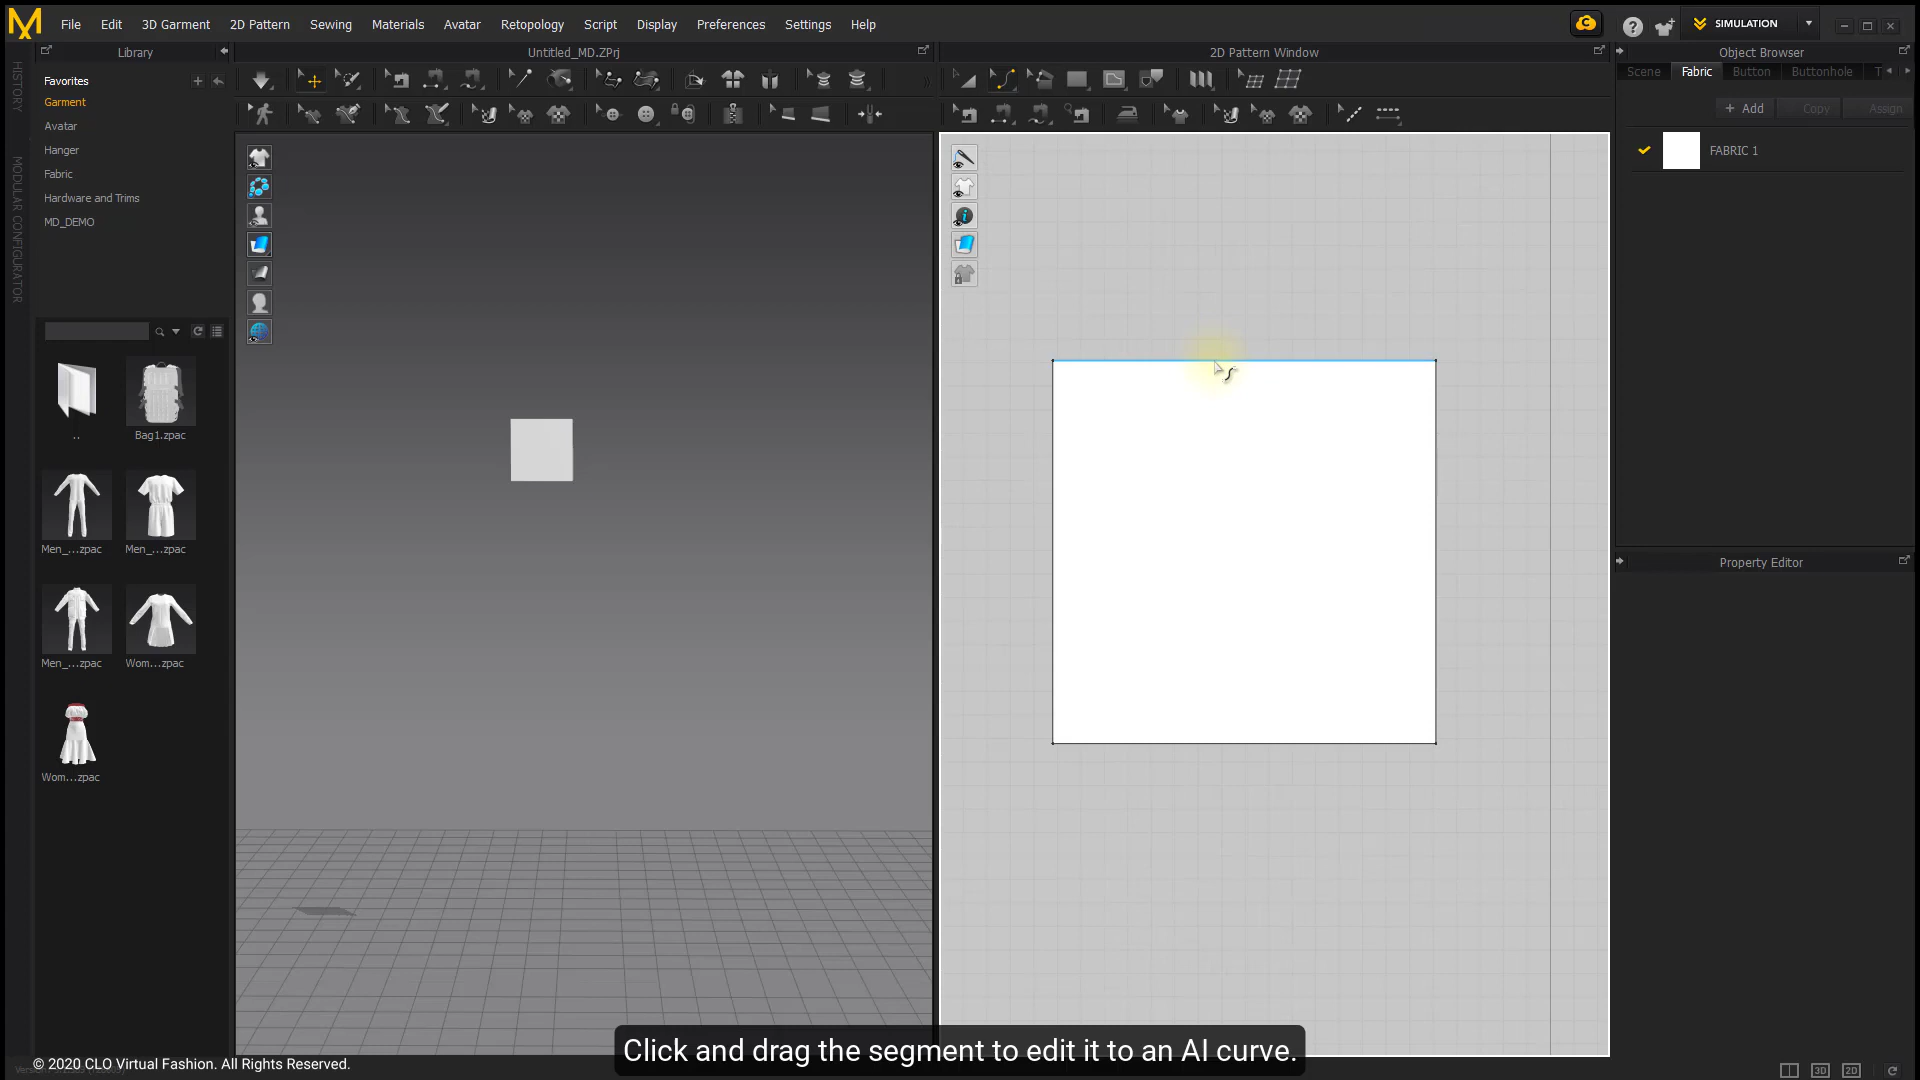 File Edit 3D Garment 2D Pattern Sewing Materials Avatar Retopology Script Display Preferences Settings Help
SIMULATION
Library
Untitled_MD.ZPrj
2D Pattern Window
Object Browser
HISTORY
MODULAR CONFIGURATOR
Favorites
Garment
Avatar
Hanger
Fabric
Hardware and Trims
MD_DEMO
..
Bag1.zpac
Men_...zpac
Men_...zpac
Men_...zpac
Wom...zpac
Wom...zpac
Scene Fabric Button Buttonhole T
+ Add Copy Assign
FABRIC 1
Property Editor
Click and drag the segment to edit it to an AI curve.
© 2020 CLO Virtual Fashion. All Rights Reserved.
3D 2D